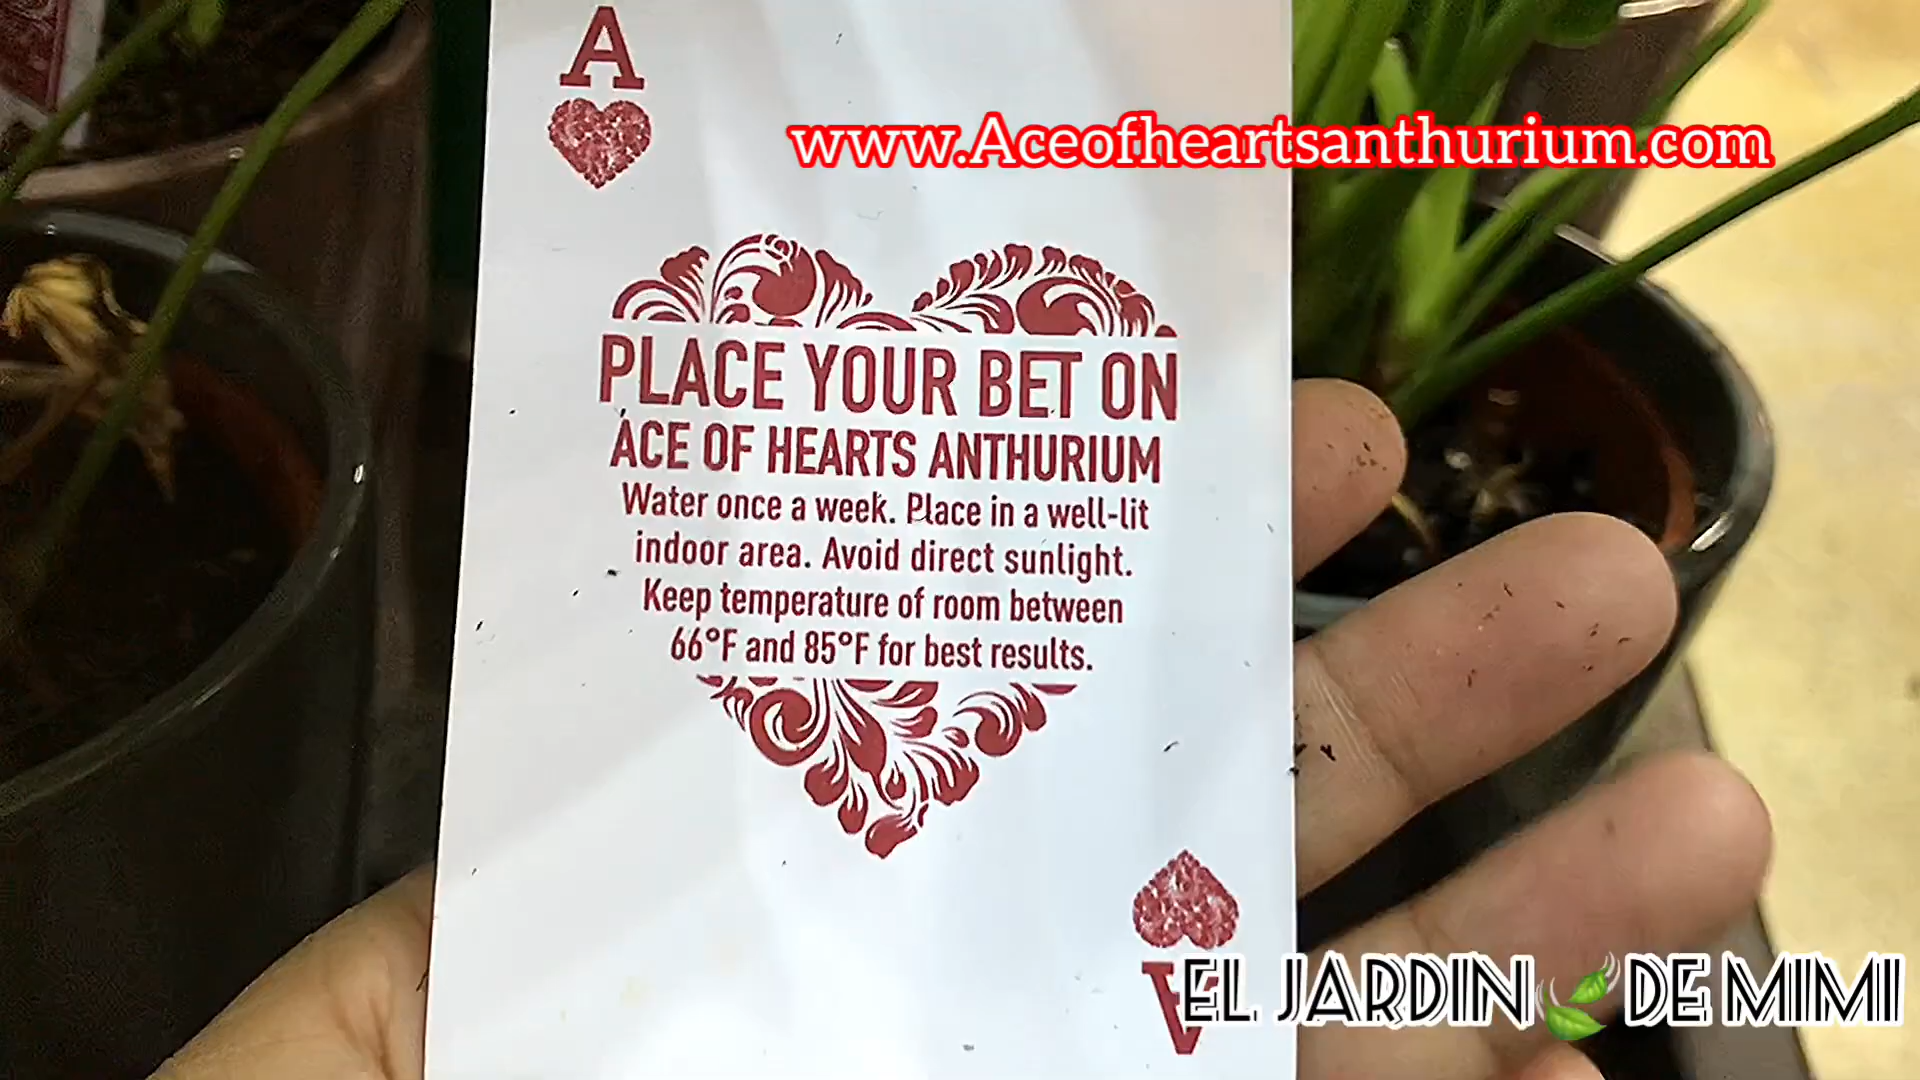 A
www.Aceofheartsanthurium.com
PLACE YOUR BET ON
ACE OF HEARTS ANTHURIUM
Water once a week. Place in a well-lit
indoor area. Avoid direct sunlight.
Keep temperature of room between
66°F and 85°F for best results.
A
EL JARDIN DE MIMI